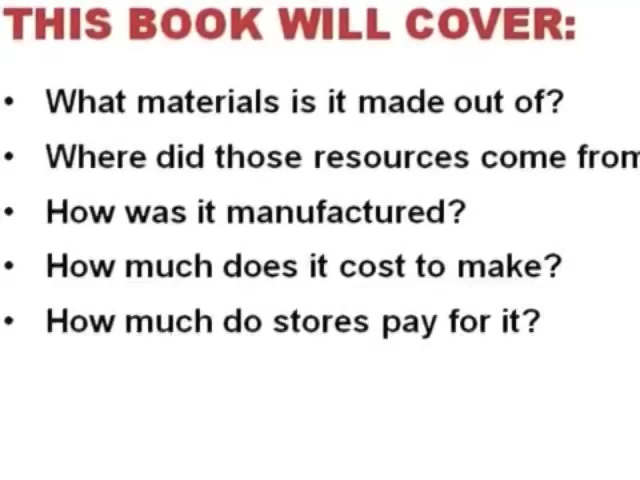 THIS BOOK WILL COVER:
• What materials is it made out of?
• Where did those resources come from
• How was it manufactured?
• How much does it cost to make?
• How much do stores pay for it?